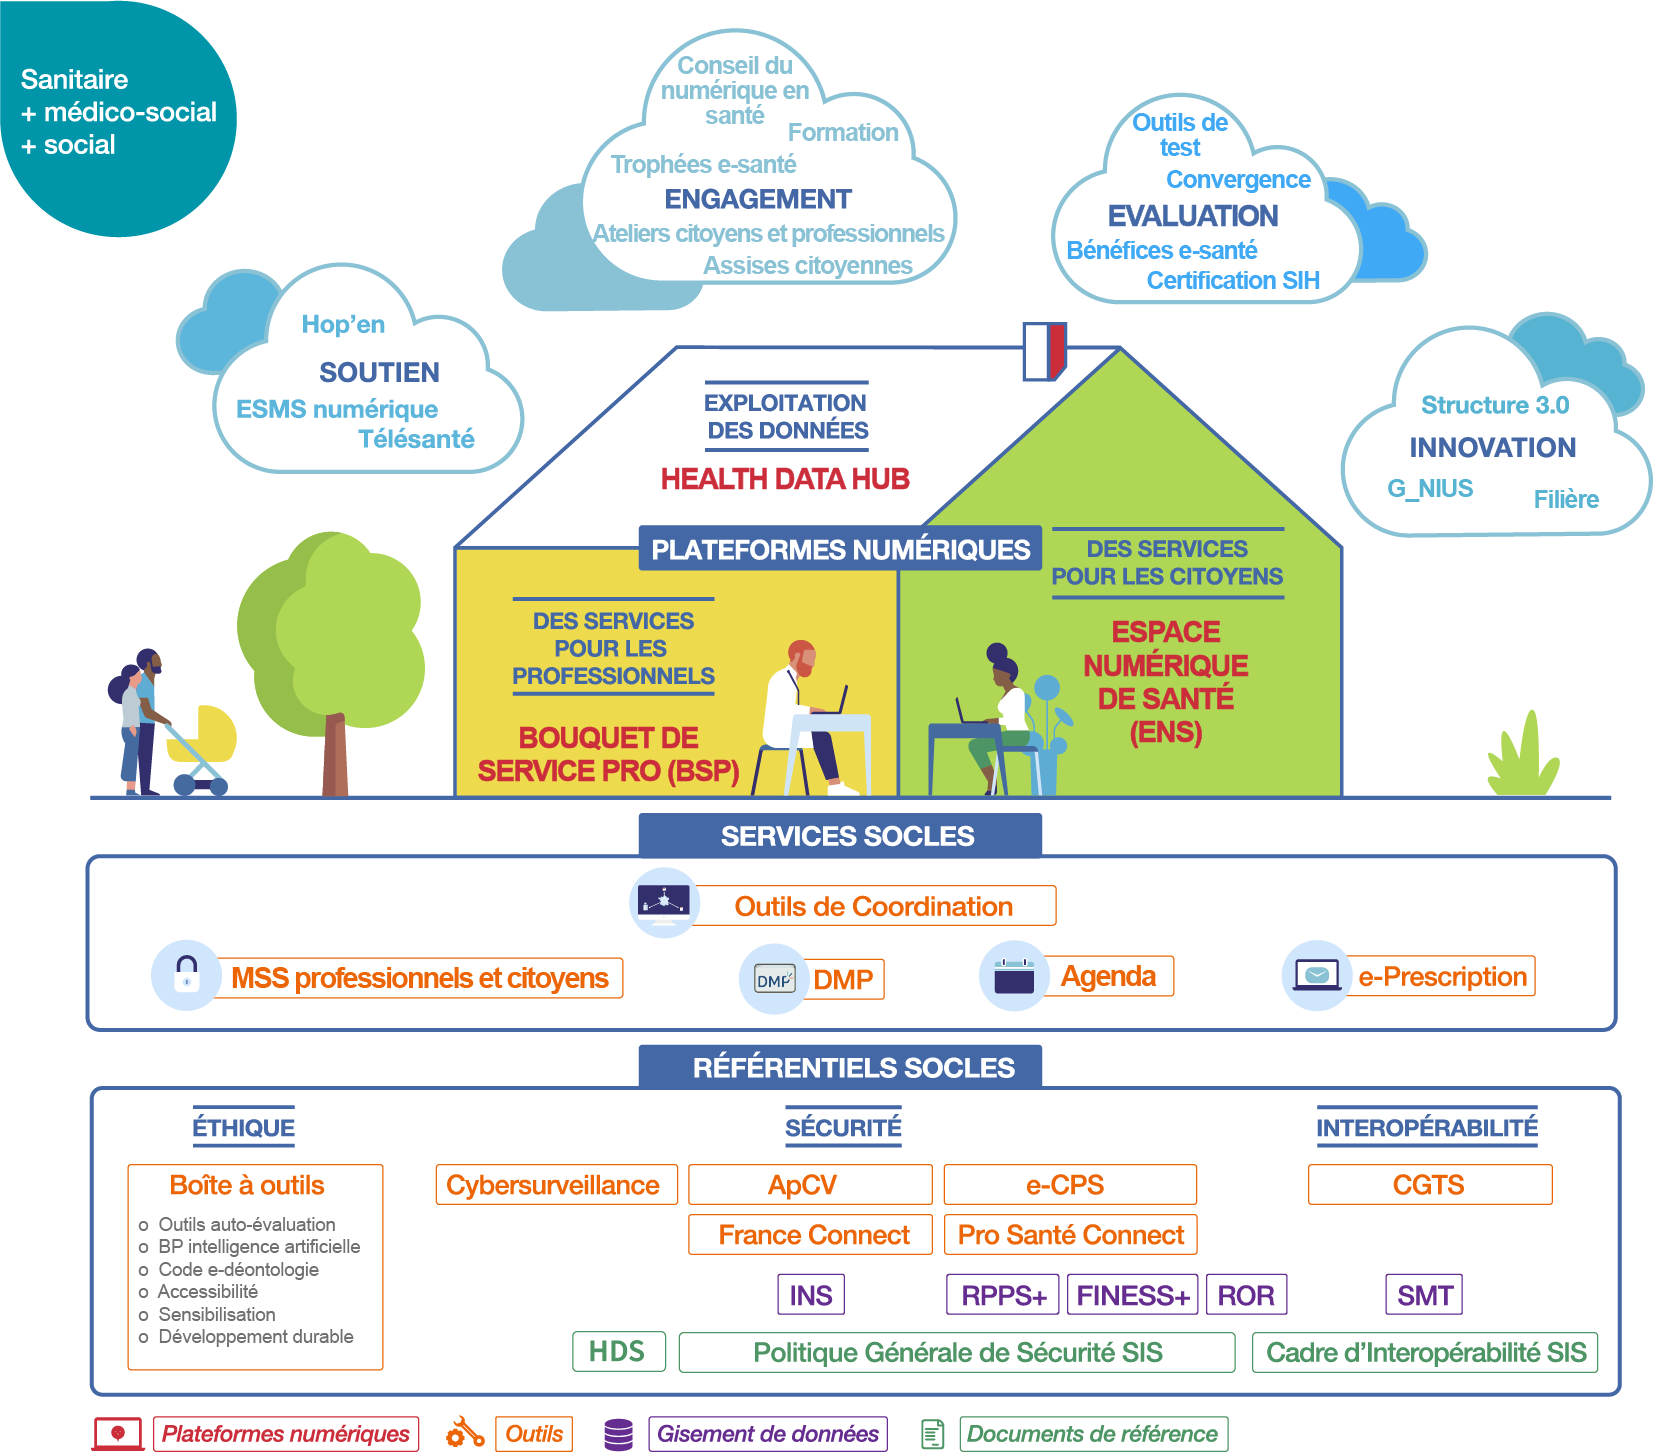 Sanitaire
+ médico-social
+ social
Conseil du
numérique en
santé
Formation
Trophées e-santé
ENGAGEMENT
Ateliers citoyens et professionnels
Assises citoyennes
Outils de
test
Convergence
EVALUATION
Bénéfices e-santé
Certification SIH
Hop'en
SOUTIEN
ESMS numérique
Télésanté
Structure 3.0
INNOVATION
G_NIUS
Filière
EXPLOITATION
DES DONNÉES
HEALTH DATA HUB
PLATEFORMES NUMÉRIQUES
DES SERVICES
POUR LES
PROFESSIONNELS
BOUQUET DE
SERVICE PRO (BSP)
DES SERVICES
POUR LES CITOYENS
ESPACE
NUMÉRIQUE
DE SANTÉ
(ENS)
SERVICES SOCLES
Outils de Coordination
MSS professionnels et citoyens
DMP
DMP
Agenda
e-Prescription
RÉFÉRENTIELS SOCLES
ÉTHIQUE
Boîte à outils
o Outils auto-évaluation
o BP intelligence artificielle
o Code e-déontologie
o Accessibilité
o Sensibilisation
o Développement durable
SÉCURITÉ
Cybersurveillance
ApCV
e-CPS
France Connect
Pro Santé Connect
INS
RPPS+
FINESS+
ROR
HDS
Politique Générale de Sécurité SIS
INTEROPÉRABILITÉ
CGTS
SMT
Cadre d'Interopérabilité SIS
Plateformes numériques
Outils
Gisement de données
Documents de référence